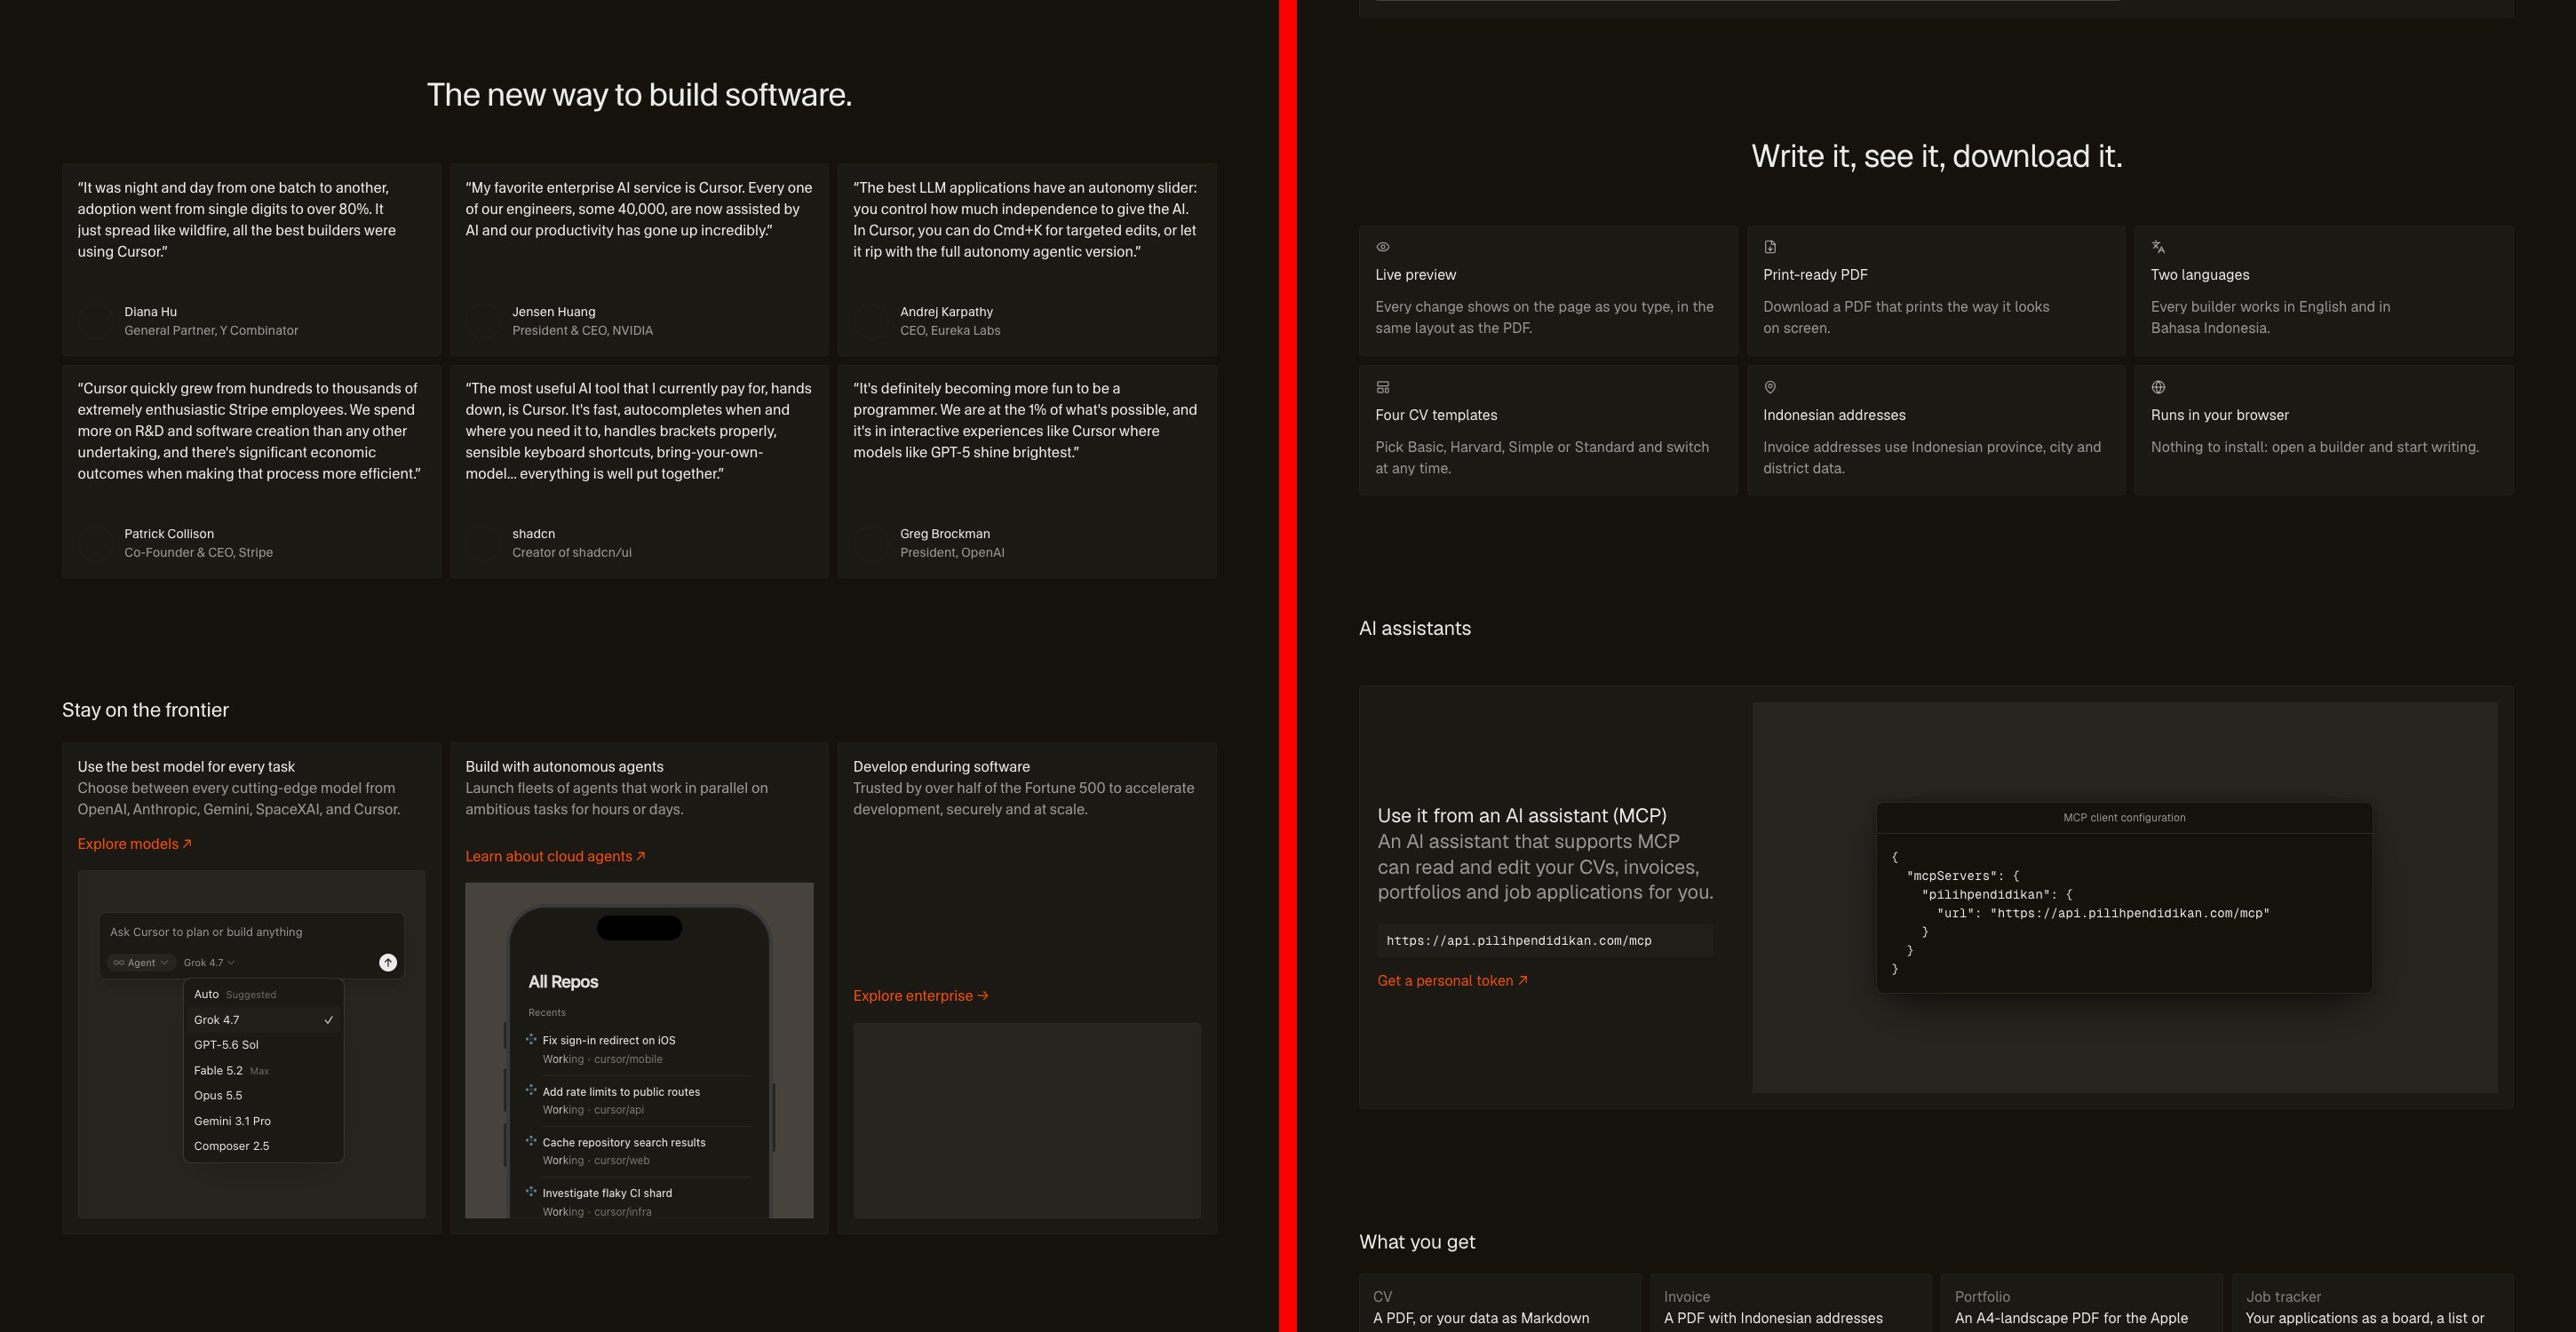 The new way to build software.
“It was night and day from one batch to another,
adoption went from single digits to over 80%. It
just spread like wildfire, all the best builders were
using Cursor.”
Diana Hu
General Partner, Y Combinator
“My favorite enterprise AI service is Cursor. Every one
of our engineers, some 40,000, are now assisted by
AI and our productivity has gone up incredibly.”
Jensen Huang
President & CEO, NVIDIA
“The best LLM applications have an autonomy slider:
you control how much independence to give the AI.
In Cursor, you can do Cmd+K for targeted edits, or let
it rip with the full autonomy agentic version.”
Andrej Karpathy
CEO, Eureka Labs
“Cursor quickly grew from hundreds to thousands of
extremely enthusiastic Stripe employees. We spend
more on R&D and software creation than any other
undertaking, and there's significant economic
outcomes when making that process more efficient.”
Patrick Collison
Co-Founder & CEO, Stripe
“The most useful AI tool that I currently pay for, hands
down, is Cursor. It's fast, autocompletes when and
where you need it to, handles brackets properly,
sensible keyboard shortcuts, bring-your-own-
model... everything is well put together.”
shadcn
Creator of shadcn/ui
“It's definitely becoming more fun to be a
programmer. We are at the 1% of what's possible, and
it's in interactive experiences like Cursor where
models like GPT-5 shine brightest.”
Greg Brockman
President, OpenAI
Stay on the frontier
Use the best model for every task
Choose between every cutting-edge model from
OpenAI, Anthropic, Gemini, SpaceXAI, and Cursor.
Explore models ↗
Ask Cursor to plan or build anything
Agent
Grok 4.7
Auto Suggested
Grok 4.7
GPT-5.6 Sol
Fable 5.2 Max
Opus 5.5
Gemini 3.1 Pro
Composer 2.5
Build with autonomous agents
Launch fleets of agents that work in parallel on
ambitious tasks for hours or days.
Learn about cloud agents ↗
All Repos
Recents
Fix sign-in redirect on iOS
Working · cursor/mobile
Add rate limits to public routes
Working · cursor/api
Cache repository search results
Working · cursor/web
Investigate flaky CI shard
Working · cursor/infra
Develop enduring software
Trusted by over half of the Fortune 500 to accelerate
development, securely and at scale.
Explore enterprise →
Write it, see it, download it.
Live preview
Every change shows on the page as you type, in the
same layout as the PDF.
Print-ready PDF
Download a PDF that prints the way it looks
on screen.
Two languages
Every builder works in English and in
Bahasa Indonesia.
Four CV templates
Pick Basic, Harvard, Simple or Standard and switch
at any time.
Indonesian addresses
Invoice addresses use Indonesian province, city and
district data.
Runs in your browser
Nothing to install: open a builder and start writing.
AI assistants
Use it from an AI assistant (MCP)
An AI assistant that supports MCP
can read and edit your CVs, invoices,
portfolios and job applications for you.
https://api.pilihpendidikan.com/mcp
Get a personal token ↗
MCP client configuration
{
"mcpServers": {
"pilihpendidikan": {
"url": "https://api.pilihpendidikan.com/mcp"
}
}
}
What you get
CV
A PDF, or your data as Markdown
Invoice
A PDF with Indonesian addresses
Portfolio
An A4-landscape PDF for the Apple
Job tracker
Your applications as a board, a list or